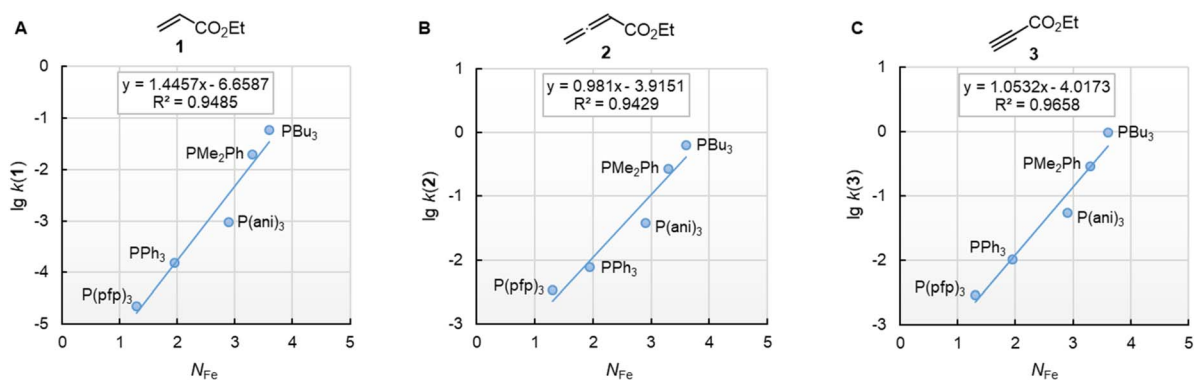 A
CO₂Et
1
y = 1.4457x - 6.6587
R² = 0.9485
0
-1
-2
-3
-4
-5
lg k(1)
PBu₃
PMe₂Ph
P(ani)₃
PPh₃
P(pfp)₃
0 1 2 3 4 5
N_Fe
B
CO₂Et
2
y = 0.981x - 3.9151
R² = 0.9429
1
0
-1
-2
-3
lg k(2)
PBu₃
PMe₂Ph
P(ani)₃
PPh₃
P(pfp)₃
0 1 2 3 4 5
N_Fe
C
CO₂Et
3
y = 1.0532x - 4.0173
R² = 0.9658
1
0
-1
-2
-3
lg k(3)
PBu₃
PMe₂Ph
P(ani)₃
PPh₃
P(pfp)₃
0 1 2 3 4 5
N_Fe